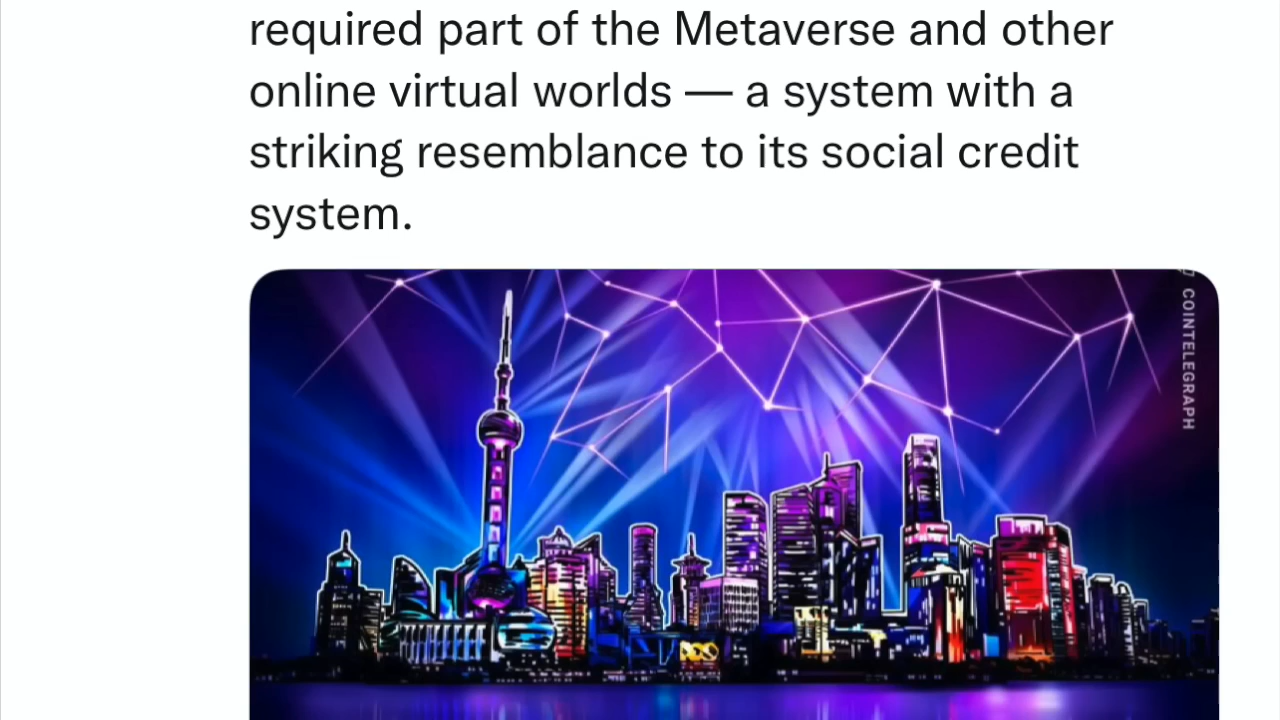 required part of the Metaverse and other
online virtual worlds — a system with a
striking resemblance to its social credit
system.
COINTELEGRAPH